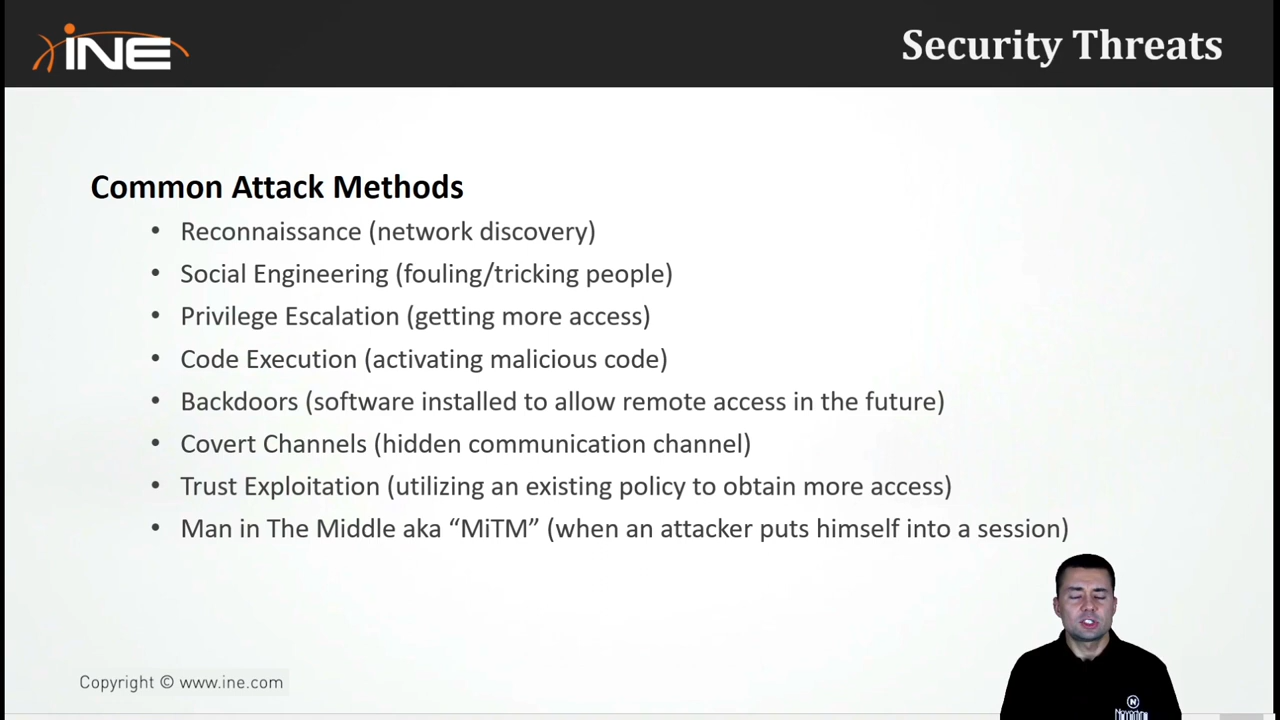 INE
Security Threats
Common Attack Methods
• Reconnaissance (network discovery)
• Social Engineering (fouling/tricking people)
• Privilege Escalation (getting more access)
• Code Execution (activating malicious code)
• Backdoors (software installed to allow remote access in the future)
• Covert Channels (hidden communication channel)
• Trust Exploitation (utilizing an existing policy to obtain more access)
• Man in The Middle aka “MiTM” (when an attacker puts himself into a session)
Copyright © www.ine.com
N